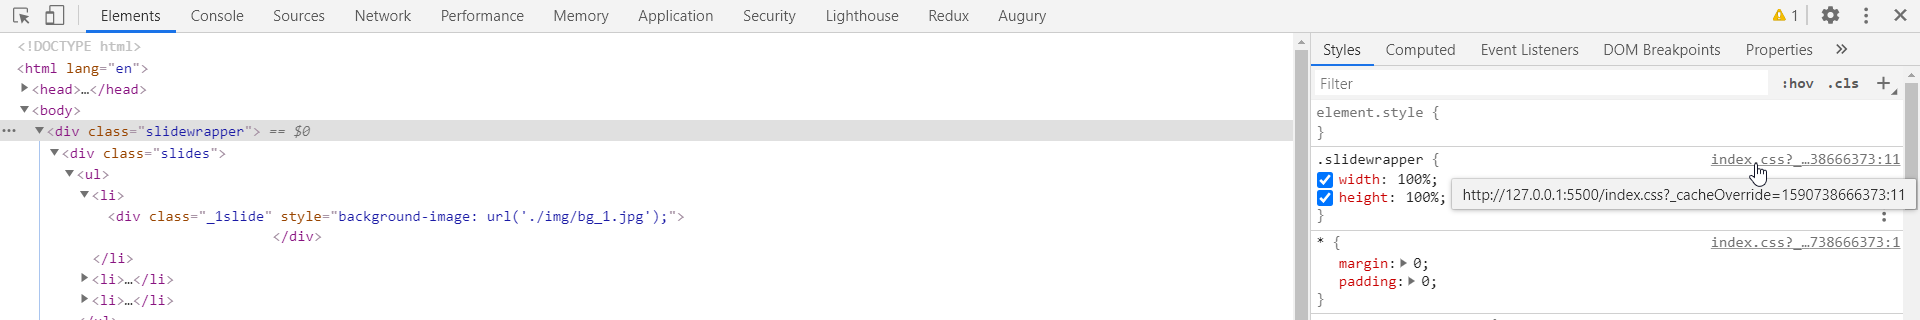 Elements Console Sources Network Performance Memory Application Security Lighthouse Redux Augury 1
<!DOCTYPE html>
<html lang="en">
<head>…</head>
<body>
<div class="slidewrapper"> == $0
<div class="slides">
<ul>
<li>
<div class="_1slide" style="background-image: url('./img/bg_1.jpg');">
</div>
</li>
<li>…</li>
<li>…</li>
Styles Computed Event Listeners DOM Breakpoints Properties
Filter :hov .cls
element.style {
}
.slidewrapper { index.css?_…38666373:11
width: 100%;
height: 100%;
http://127.0.0.1:5500/index.css?_cacheOverride=1590738666373:11
}
* { index.css?_…738666373:1
margin: 0;
padding: 0;
}